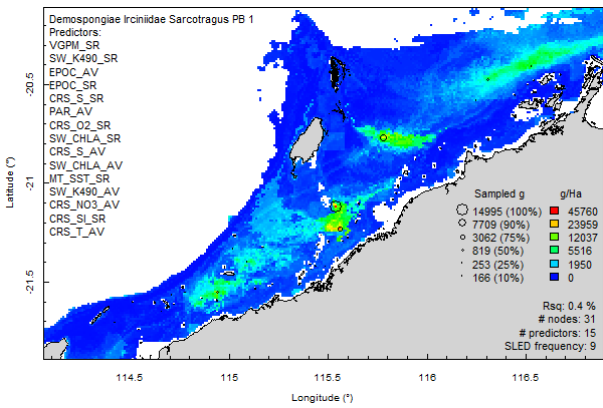 Demospongiae Irciniidae Sarcotragus PB 1
Predictors:
VGPM_SR
SW_K490_SR
EPOC_AV
EPOC_SR
CRS_S_SR
PAR_AV
CRS_O2_SR
SW_CHLA_SR
CRS_S_AV
SW_CHLA_AV
MT_SST_SR
SW_K490_AV
CRS_NO3_AV
CRS_SI_SR
CRS_T_AV
-20.5
-21
-21.5
Latitude (°)
Sampled g g/Ha
14995 (100%) 45760
7709 (90%) 23959
3062 (75%) 12037
819 (50%) 5516
253 (25%) 1950
166 (10%) 0
Rsq: 0.4 %
# nodes: 31
# predictors: 15
SLED frequency: 9
114.5 115 115.5 116 116.5
Longitude (°)